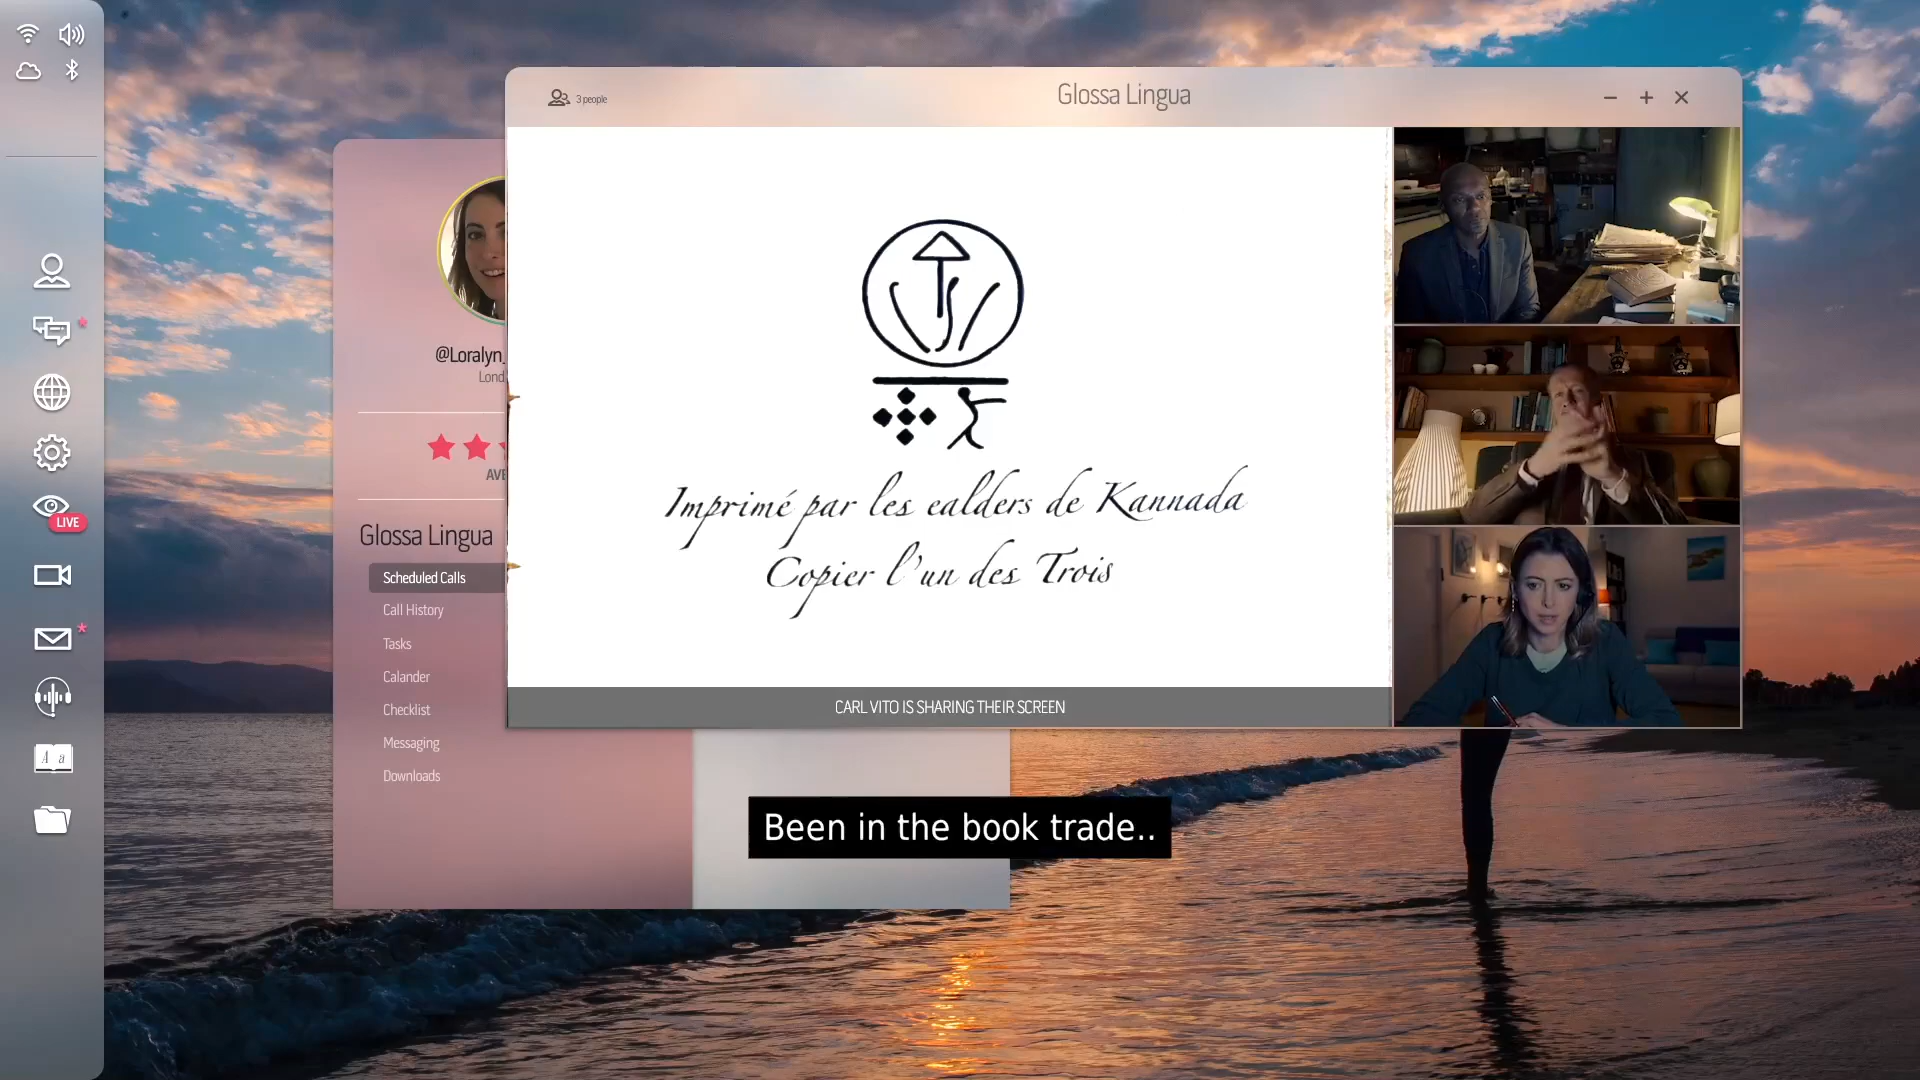 3 people
Glossa Lingua
@Loralyn_
Lond
AVE
Glossa Lingua
Scheduled Calls
Call History
Tasks
Calander
Checklist
Messaging
Downloads
LIVE
A a
Imprimé par les ealders de Kannada
Copier l'un des Trois
CARL VITO IS SHARING THEIR SCREEN
Been in the book trade..